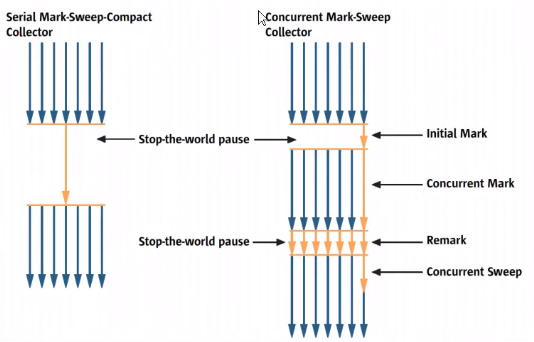 Serial Mark-Sweep-Compact
Collector
Concurrent Mark-Sweep
Collector
Stop-the-world pause
Initial Mark
Concurrent Mark
Stop-the-world pause
Remark
Concurrent Sweep